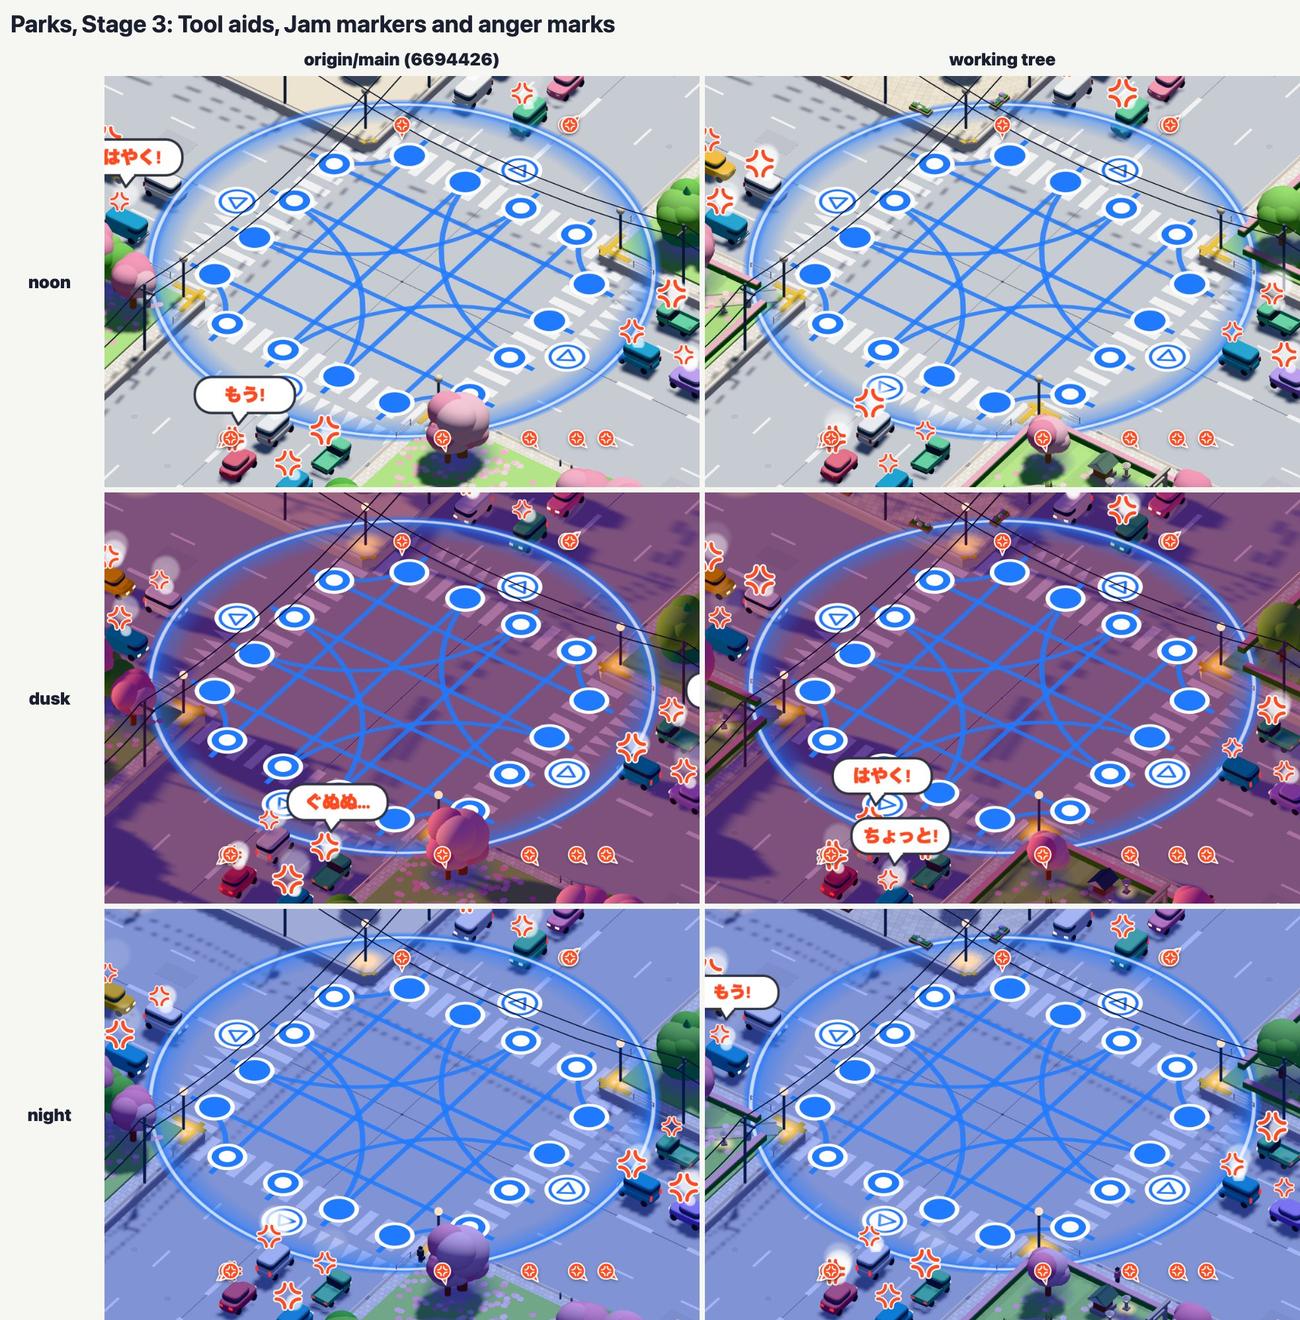 Parks, Stage 3: Tool aids, Jam markers and anger marks
origin/main (6694426)
working tree
noon
はやく!
もう!
dusk
ぐぬぬ...
はやく!
ちょっと!
night
もう!